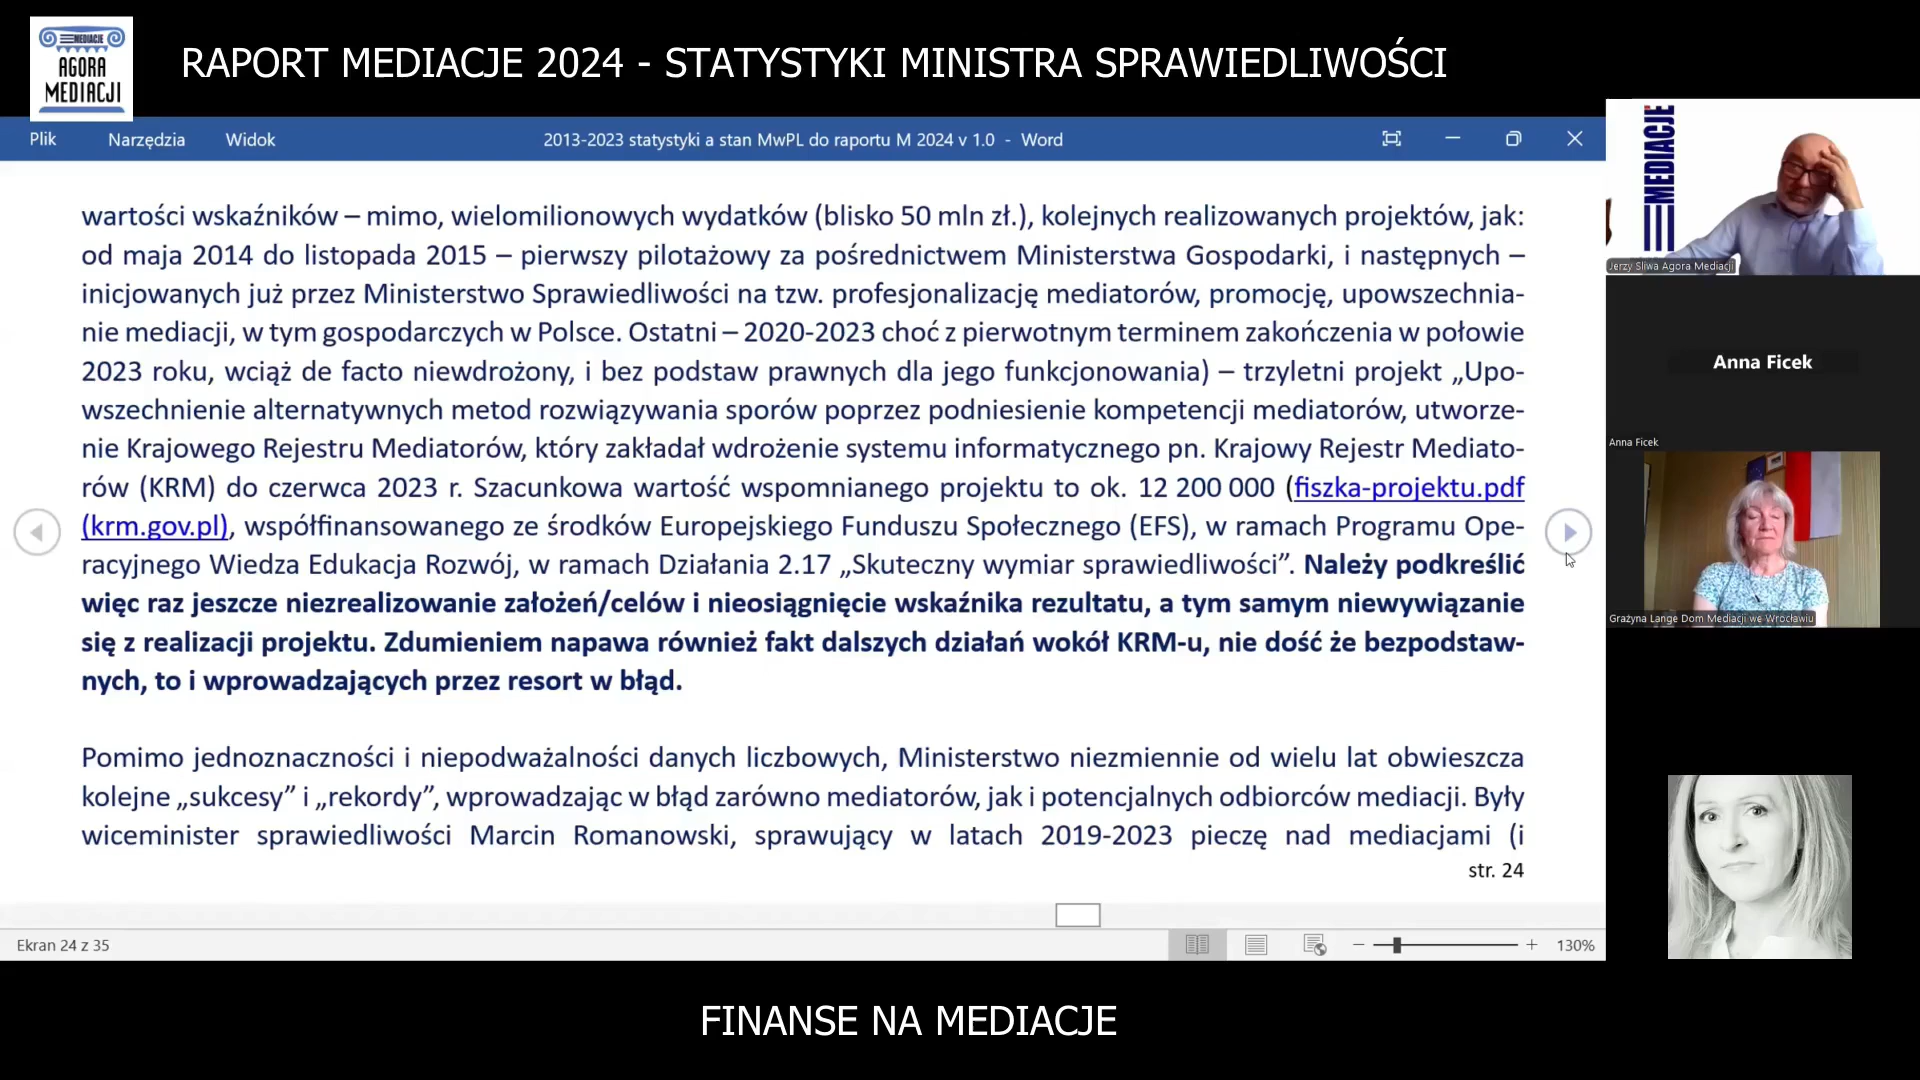 MEDIACJE
AGORA
MEDIACJI
RAPORT MEDIACJE 2024 - STATYSTYKI MINISTRA SPRAWIEDLIWOŚCI
Plik Narzędzia Widok 2013-2023 statystyki a stan MwPL do raportu M 2024 v 1.0 - Word
wartości wskaźników – mimo, wielomilionowych wydatków (blisko 50 mln zł.), kolejnych realizowanych projektów, jak:
od maja 2014 do listopada 2015 – pierwszy pilotażowy za pośrednictwem Ministerstwa Gospodarki, i następnych –
inicjowanych już przez Ministerstwo Sprawiedliwości na tzw. profesjonalizację mediatorów, promocję, upowszechnia-
nie mediacji, w tym gospodarczych w Polsce. Ostatni – 2020-2023 choć z pierwotnym terminem zakończenia w połowie
2023 roku, wciąż de facto niewdrożony, i bez podstaw prawnych dla jego funkcjonowania) – trzyletni projekt „Upo-
wszechnienie alternatywnych metod rozwiązywania sporów poprzez podniesienie kompetencji mediatorów, utworze-
nie Krajowego Rejestru Mediatorów, który zakładał wdrożenie systemu informatycznego pn. Krajowy Rejestr Mediato-
rów (KRM) do czerwca 2023 r. Szacunkowa wartość wspomnianego projektu to ok. 12 200 000 (fiszka-projektu.pdf
(krm.gov.pl), współfinansowanego ze środków Europejskiego Funduszu Społecznego (EFS), w ramach Programu Ope-
racyjnego Wiedza Edukacja Rozwój, w ramach Działania 2.17 „Skuteczny wymiar sprawiedliwości”. Należy podkreślić
więc raz jeszcze niezrealizowanie założeń/celów i nieosiągnięcie wskaźnika rezultatu, a tym samym niewywiązanie
się z realizacji projektu. Zdumieniem napawa również fakt dalszych działań wokół KRM-u, nie dość że bezpodstaw-
nych, to i wprowadzających przez resort w błąd.
Pomimo jednoznaczności i niepodważalności danych liczbowych, Ministerstwo niezmiennie od wielu lat obwieszcza
kolejne „sukcesy” i „rekordy”, wprowadzając w błąd zarówno mediatorów, jak i potencjalnych odbiorców mediacji. Były
wiceminister sprawiedliwości Marcin Romanowski, sprawujący w latach 2019-2023 pieczę nad mediacjami (i
str. 24
Ekran 24 z 35
130%
MEDIACJE
Jerzy Śliwa Agora Mediacji
Anna Ficek
Anna Ficek
Grażyna Lange Dom Mediacji we Wrocławiu
FINANSE NA MEDIACJE